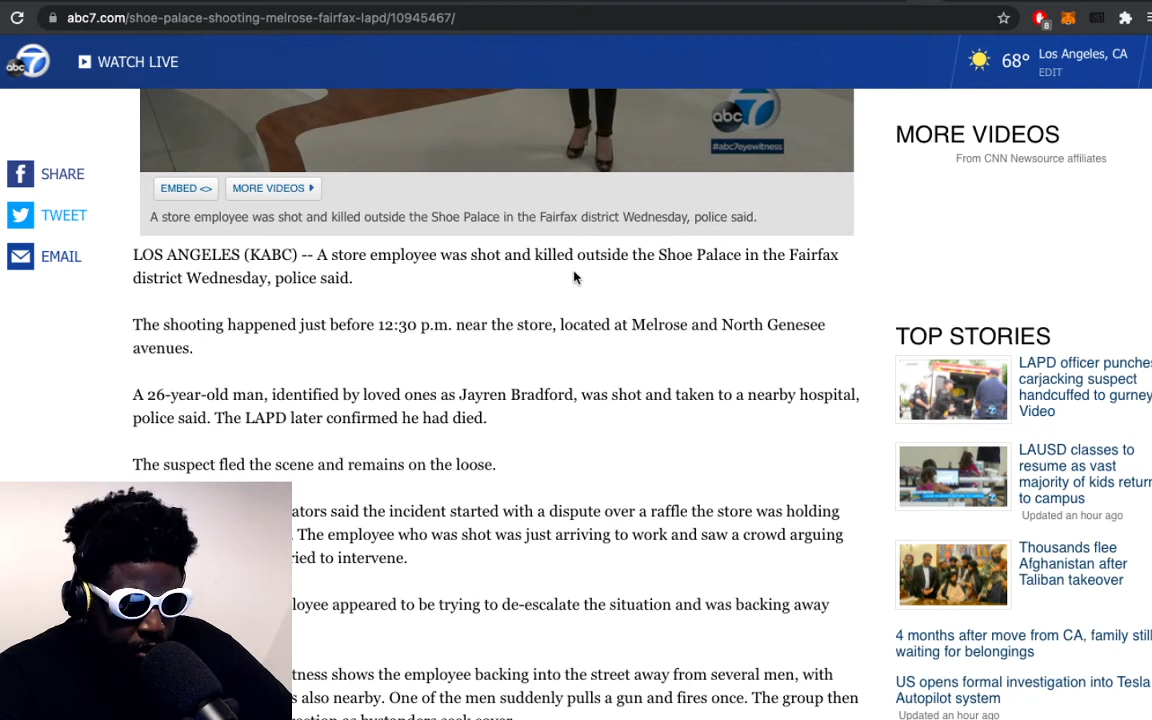 abc7.com/shoe-palace-shooting-melrose-fairfax-lapd/10945467/
8
abc 7
WATCH LIVE
68°
Los Angeles, CA
EDIT
abc 7
#abc7eyewitness
SHARE
TWEET
EMAIL
EMBED <>
MORE VIDEOS
A store employee was shot and killed outside the Shoe Palace in the Fairfax district Wednesday, police said.
LOS ANGELES (KABC) -- A store employee was shot and killed outside the Shoe Palace in the Fairfax
district Wednesday, police said.
The shooting happened just before 12:30 p.m. near the store, located at Melrose and North Genesee
avenues.
A 26-year-old man, identified by loved ones as Jayren Bradford, was shot and taken to a nearby hospital,
police said. The LAPD later confirmed he had died.
The suspect fled the scene and remains on the loose.
ators said the incident started with a dispute over a raffle the store was holding
. The employee who was shot was just arriving to work and saw a crowd arguing
ried to intervene.
loyee appeared to be trying to de-escalate the situation and was backing away
tness shows the employee backing into the street away from several men, with
s also nearby. One of the men suddenly pulls a gun and fires once. The group then
rection as bystanders seek cover.
MORE VIDEOS
From CNN Newsource affiliates
TOP STORIES
LAPD officer punches
carjacking suspect
handcuffed to gurney
Video
LAUSD classes to
resume as vast
majority of kids return
to campus
Updated an hour ago
Thousands flee
Afghanistan after
Taliban takeover
4 months after move from CA, family still
waiting for belongings
US opens formal investigation into Tesla
Autopilot system
Updated an hour ago